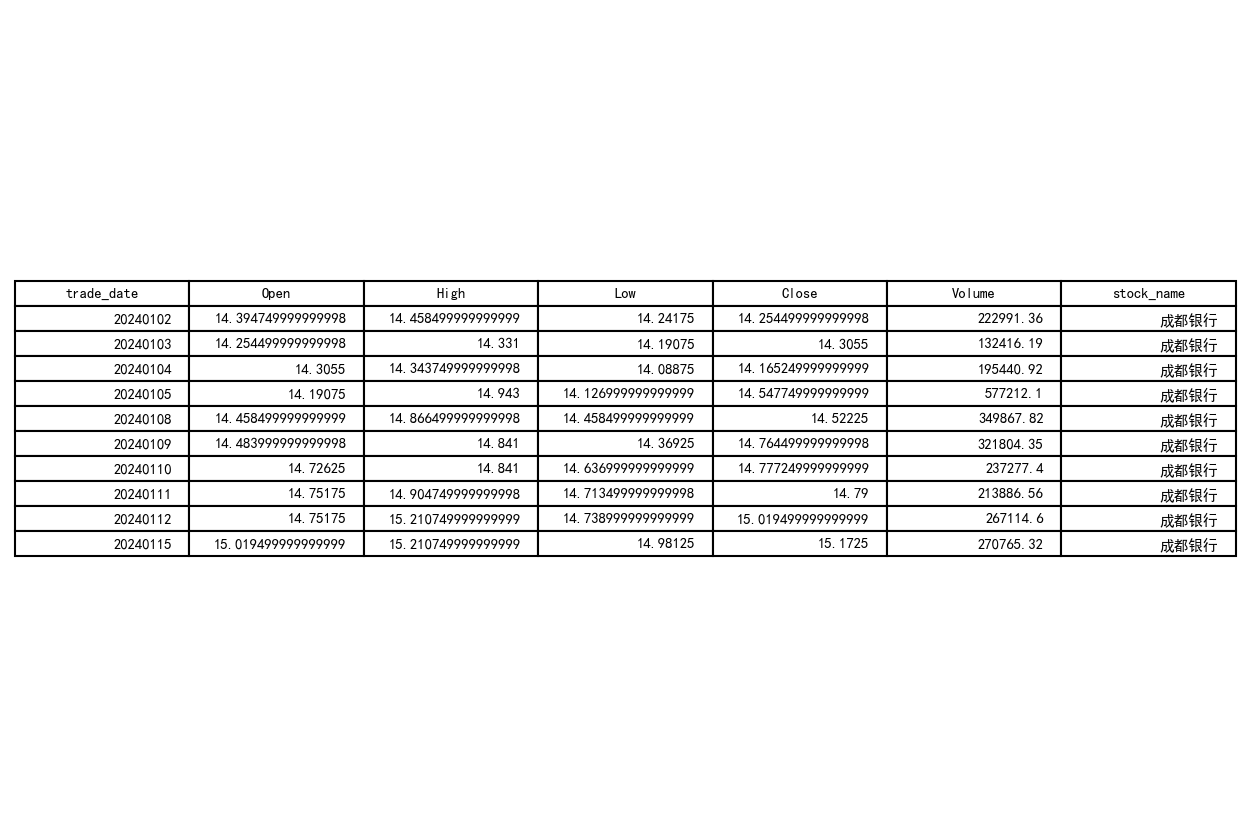 trade_date Open High Low Close Volume stock_name
20240102 14.394749999999998 14.458499999999999 14.24175 14.254499999999998 222991.36 成都银行
20240103 14.254499999999998 14.331 14.19075 14.3055 132416.19 成都银行
20240104 14.3055 14.343749999999998 14.08875 14.165249999999999 195440.92 成都银行
20240105 14.19075 14.943 14.126999999999999 14.547749999999999 577212.1 成都银行
20240108 14.458499999999999 14.866499999999998 14.458499999999999 14.52225 349867.82 成都银行
20240109 14.483999999999998 14.841 14.36925 14.764499999999998 321804.35 成都银行
20240110 14.72625 14.841 14.636999999999999 14.777249999999999 237277.4 成都银行
20240111 14.75175 14.904749999999998 14.713499999999998 14.79 213886.56 成都银行
20240112 14.75175 15.210749999999999 14.738999999999999 15.019499999999999 267114.6 成都银行
20240115 15.019499999999999 15.210749999999999 14.98125 15.1725 270765.32 成都银行